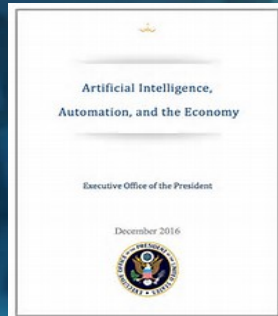 Artificial Intelligence,
Automation, and the Economy
Executive Office of the President
December 2016